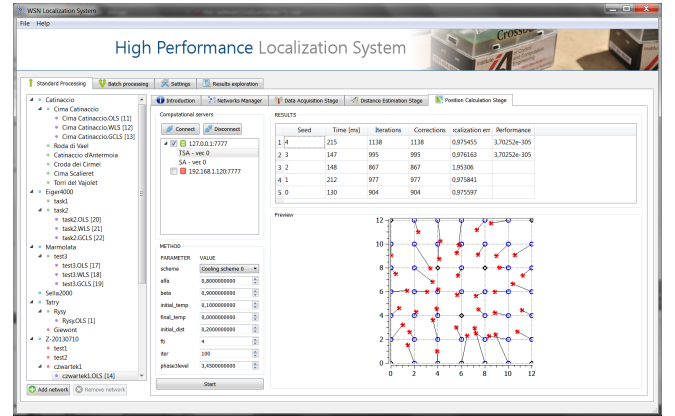 WSN Localization System
File Help
High Performance Localization System
Crossbow
Standard Processing Batch processing Settings Results exploration
Introduction Networks Manager Data Acquisition Stage Distance Estimation Stage Position Calculation Stage
Catinaccio
Cima Catinaccio
Cima Catinaccio.OLS [11]
Cima Catinaccio.WLS [12]
Cima Catinaccio.GCLS [13]
Roda di Vael
Catinaccio d'Antermoia
Croda dei Cirmei
Cima Scalieret
Torri del Vajolet
Eiger4000
task1
task2
task2.OLS [20]
task2.WLS [21]
task2.GCLS [22]
Marmolata
test3
test3.OLS [17]
test3.WLS [18]
test3.GCLS [19]
Sella2000
Tatry
Rysy
Rysy.OLS [1]
Giewont
Z-20130710
test1
test2
czwartek1
czwartek1.OLS [14]
Add network Remove network
Computational servers
Connect Disconnect
127.0.0.1:7777
TSA - ver. 0
SA - ver. 0
192.168.1.120:7777
METHOD
PARAMETER VALUE
scheme Cooling scheme 0
alfa 0,8000000000
beta 0,9000000000
initial_temp 0,1000000000
final_temp 0,0000000000
initial_dist 0,2000000000
fti 4
iter 100
phase2level 3,4500000000
Start
RESULTS
Seed Time [ms] Iterations Corrections ocalization err Performance
1 4 215 1138 1138 0,975455 3,70252e-305
2 3 147 995 995 0,976163 3,70252e-305
3 2 148 867 867 1,95306
4 1 212 977 977 0,975841
5 0 130 904 904 0,975597
Preview
12
10
8
6
4
2
0
0 2 4 6 8 10 12